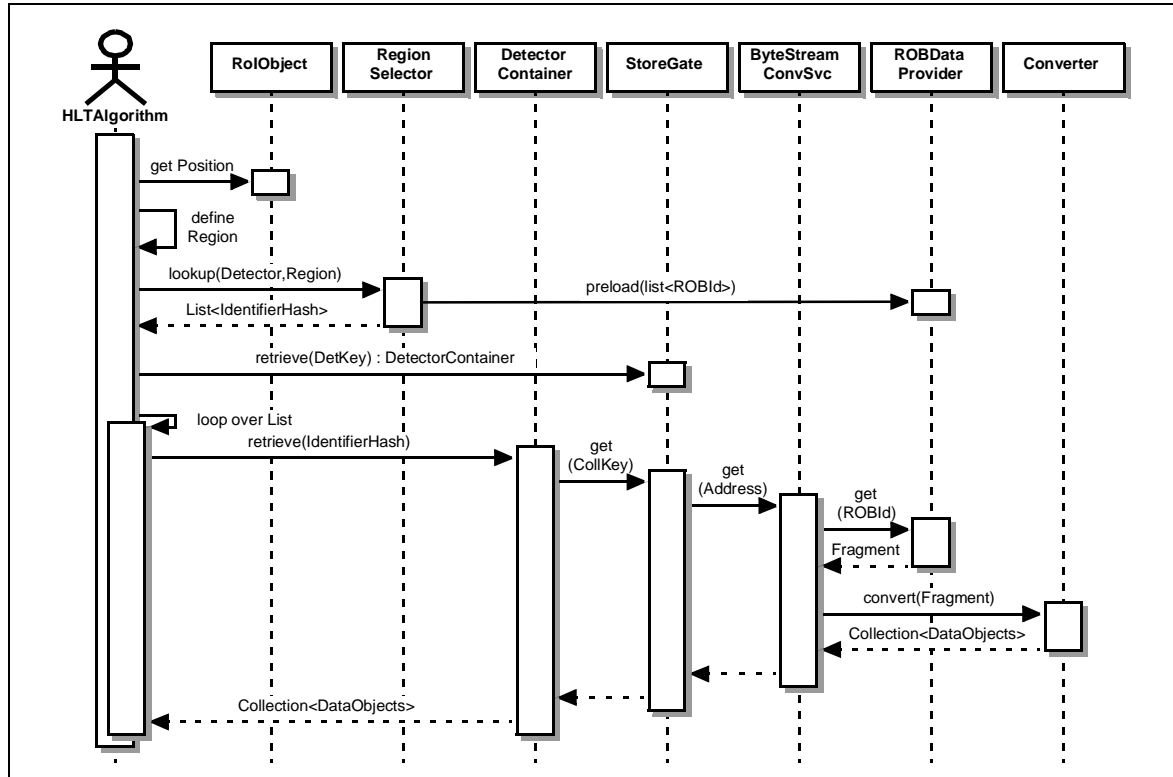 RoIObject
Region
Selector
Detector
Container
StoreGate
ByteStream
ConvSvc
ROBData
Provider
Converter
HLTAlgorithm
get Position
define
Region
lookup(Detector,Region)
preload(list<ROBId>)
List<IdentifierHash>
retrieve(DetKey) : DetectorContainer
loop over List
retrieve(IdentifierHash)
get
(CollKey)
get
(Address)
get
(ROBId)
Fragment
convert(Fragment)
Collection<DataObjects>
Collection<DataObjects>